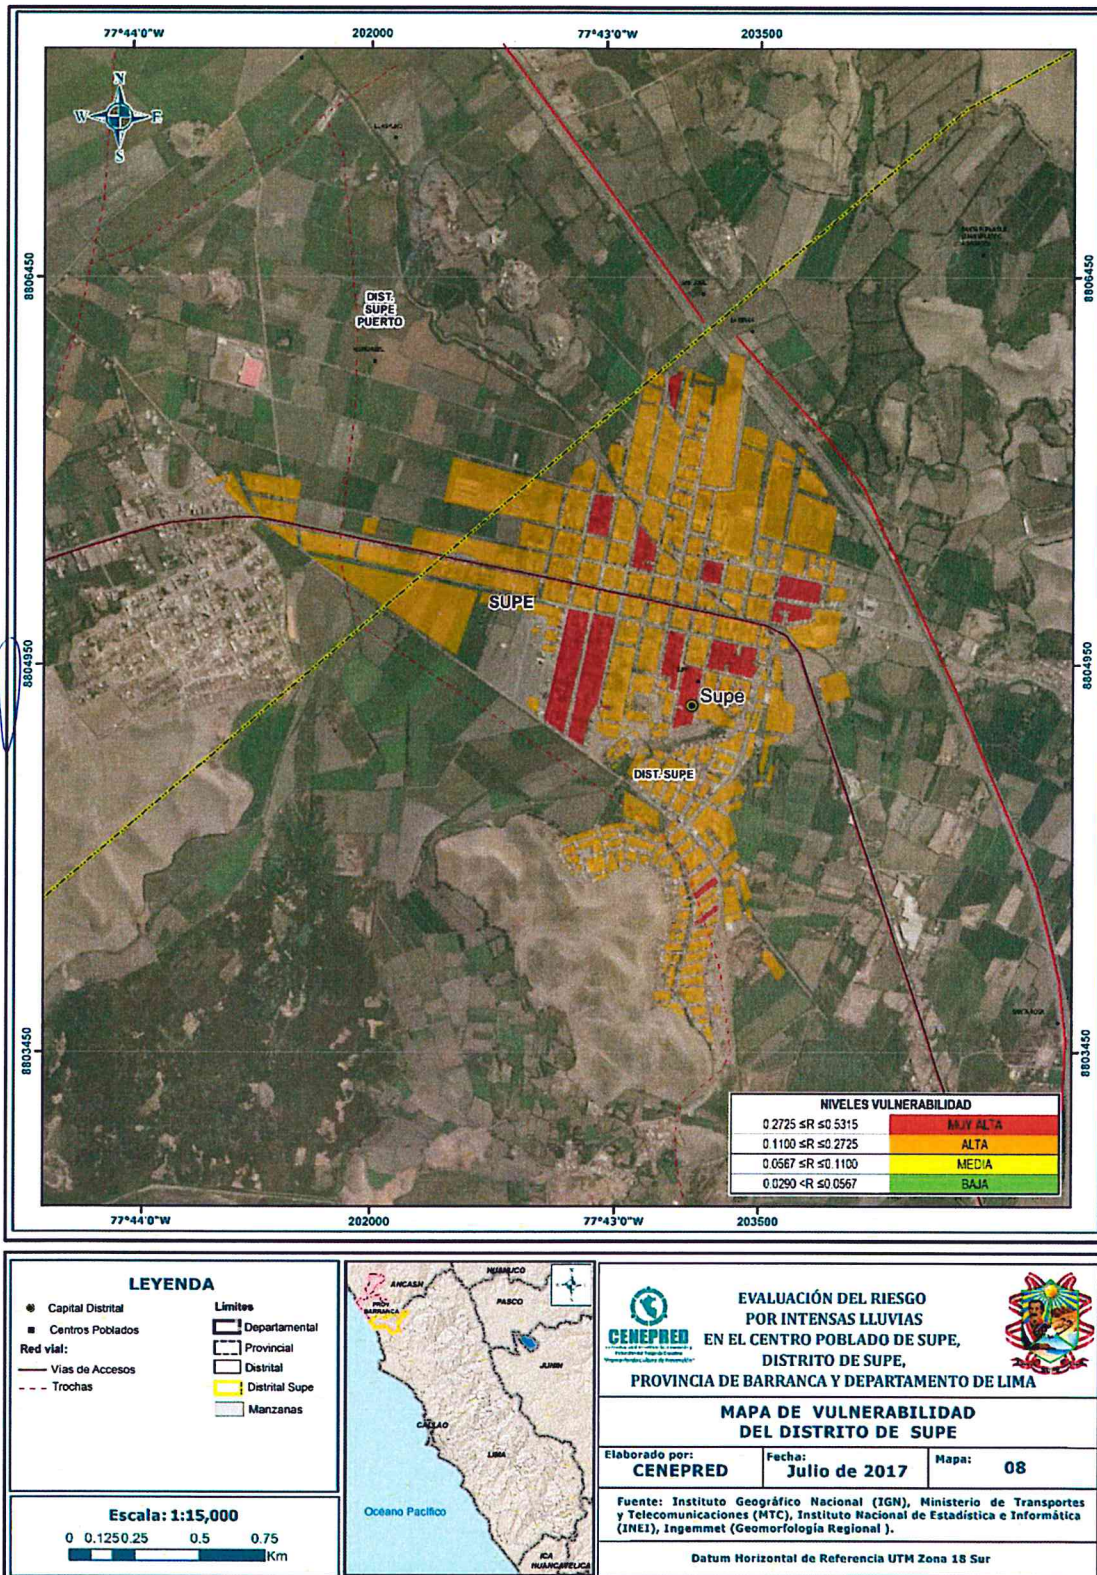 77°44'0"W
202000
77°43'0"W
203500
N
W E
S
8806450
8806450
DIST.
SUPE
PUERTO
SUPE
8804950
8804950
Supe
DIST. SUPE
8803450
8803450
NIVELES VULNERABILIDAD
0.2725 ≤R ≤0.5315 MUY ALTA
0.1100 ≤R ≤0.2725 ALTA
0.0567 ≤R ≤0.1100 MEDIA
0.0290 <R ≤0.0567 BAJA
77°44'0"W
202000
77°43'0"W
203500
LEYENDA
Capital Distrital
Centros Poblados
Red vial:
Vias de Accesos
Trochas
Limites
Departamental
Provincial
Distrital
Distrital Supe
Manzanas
Escala: 1:15,000
0 0.125 0.25 0.5 0.75
Km
ANCASH
HUANUCO
PASCO
PROV.
BARRANCA
JUNIN
CALLAO
LIMA
Océano Pacífico
ICA
HUANCAVELICA
CENEPRED
EVALUACIÓN DEL RIESGO
POR INTENSAS LLUVIAS
EN EL CENTRO POBLADO DE SUPE,
DISTRITO DE SUPE,
PROVINCIA DE BARRANCA Y DEPARTAMENTO DE LIMA
MAPA DE VULNERABILIDAD
DEL DISTRITO DE SUPE
Elaborado por:
CENEPRED
Fecha:
Julio de 2017
Mapa:
08
Fuente: Instituto Geográfico Nacional (IGN), Ministerio de Transportes
y Telecomunicaciones (MTC), Instituto Nacional de Estadística e Informática
(INEI), Ingemmet (Geomorfología Regional ).
Datum Horizontal de Referencia UTM Zona 18 Sur